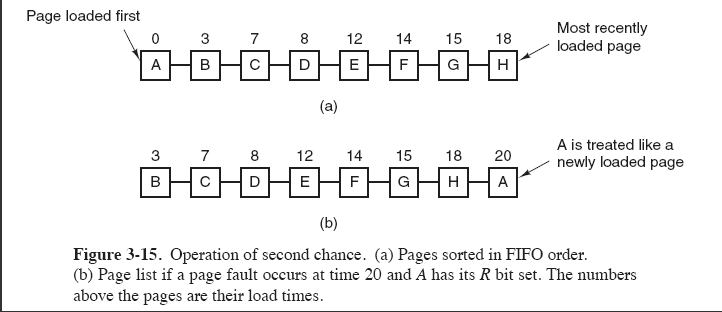 Page loaded first
0 3 7 8 12 14 15 18
Most recently
loaded page
A B C D E F G H
(a)
3 7 8 12 14 15 18 20
A is treated like a
newly loaded page
B C D E F G H A
(b)
Figure 3-15. Operation of second chance. (a) Pages sorted in FIFO order.
(b) Page list if a page fault occurs at time 20 and A has its R bit set. The numbers
above the pages are their load times.